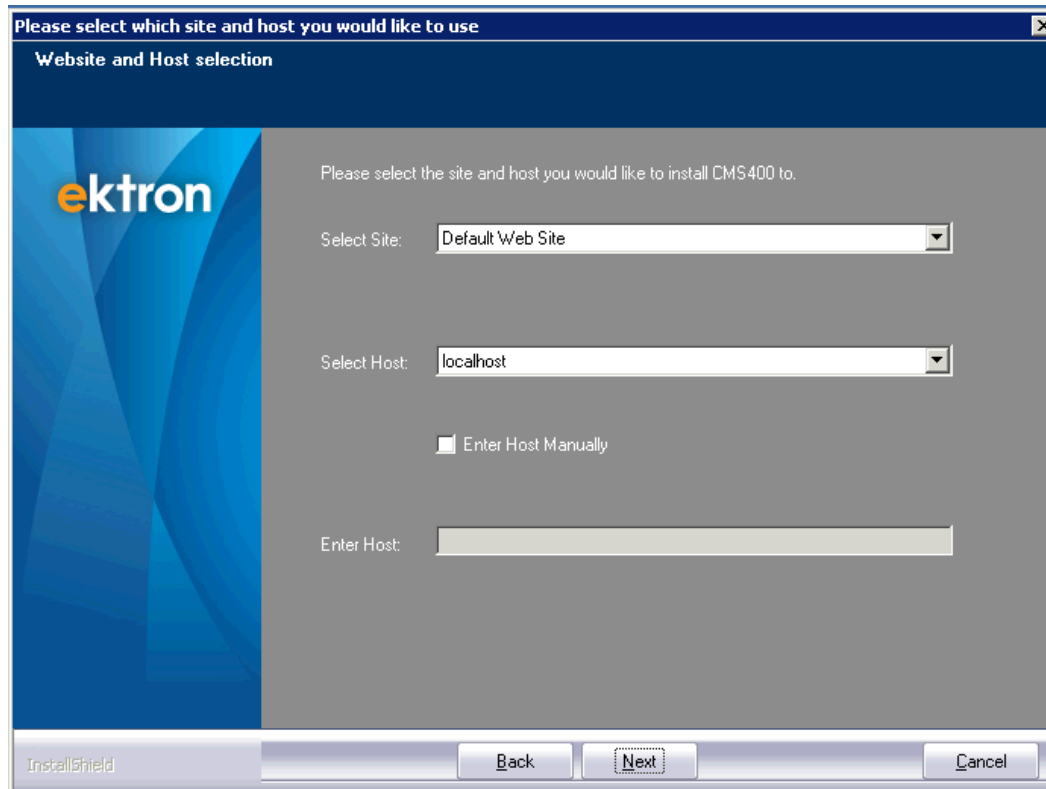 Please select which site and host you would like to use
Website and Host selection
ektron
Please select the site and host you would like to install CMS400 to.
Select Site: Default Web Site
Select Host: localhost
Enter Host Manually
Enter Host:
InstallShield
Back Next Cancel